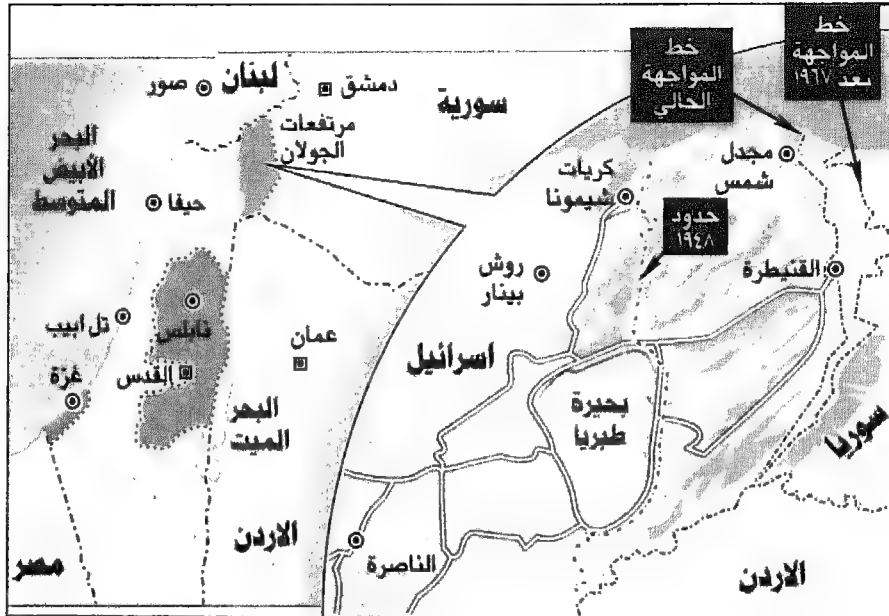 لبنان
صور
دمشق
سورية
مرتفعات
الجولان
البحر
الأبيض
المتوسط
حيفا
نابلس
تل ابيب
القدس
غزة
عمان
البحر
الميت
الاردن
مصر
خط
المواجهة
الحالي
خط
المواجهة
بعد ١٩٦٧
مجدل
شمس
كريات
شيمونا
حدود
١٩٤٨
القنيطرة
روش
بينار
اسرائيل
بحيرة
طبريا
سوريا
الناصرة
الاردن